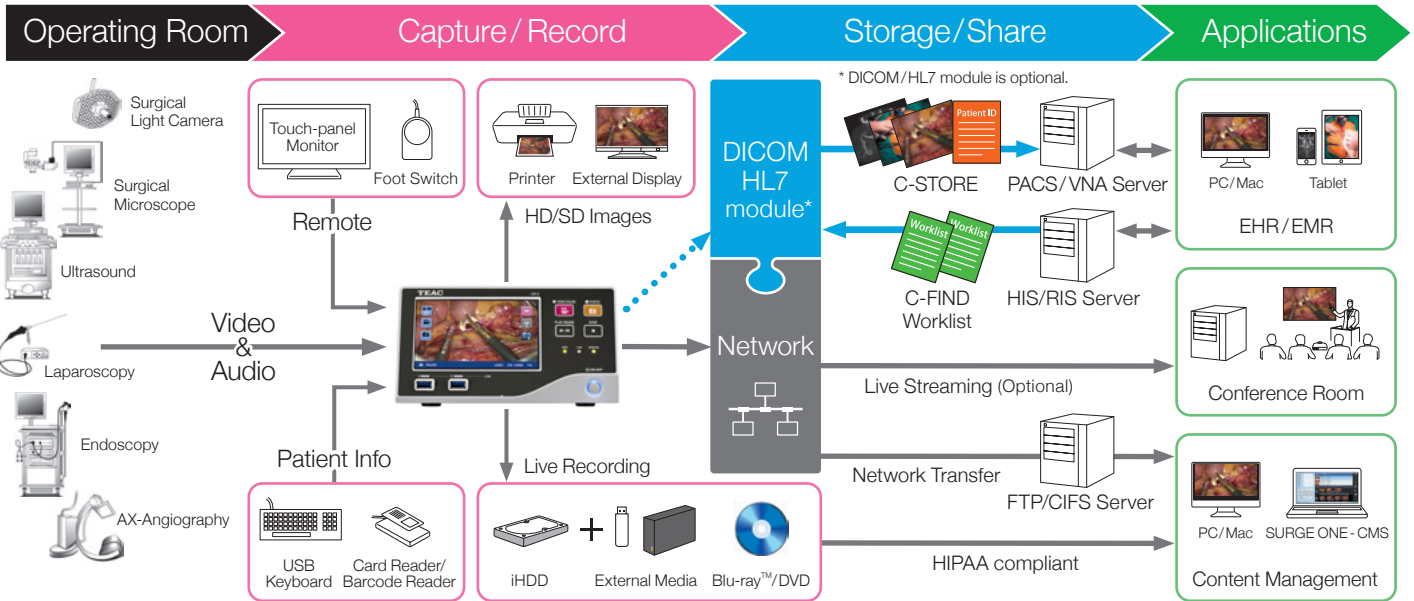 Operating Room
Capture/Record
Storage/Share
Applications
Surgical
Light Camera
Surgical
Microscope
Ultrasound
Laparoscopy
Endoscopy
AX-Angiography
Video
&
Audio
Touch-panel
Monitor
Foot Switch
Remote
Printer
External Display
HD/SD Images
TEAC
Patient Info
USB
Keyboard
Card Reader/
Barcode Reader
Live Recording
iHDD
External Media
Blu-ray™/DVD
DICOM
HL7
module*
Network
* DICOM/HL7 module is optional.
Patient ID
C-STORE
PACS/VNA Server
Worklist
Worklist
C-FIND
Worklist
HIS/RIS Server
Live Streaming (Optional)
Network Transfer
FTP/CIFS Server
HIPAA compliant
PC/Mac
Tablet
EHR/EMR
Conference Room
PC/Mac
SURGE ONE-CMS
Content Management